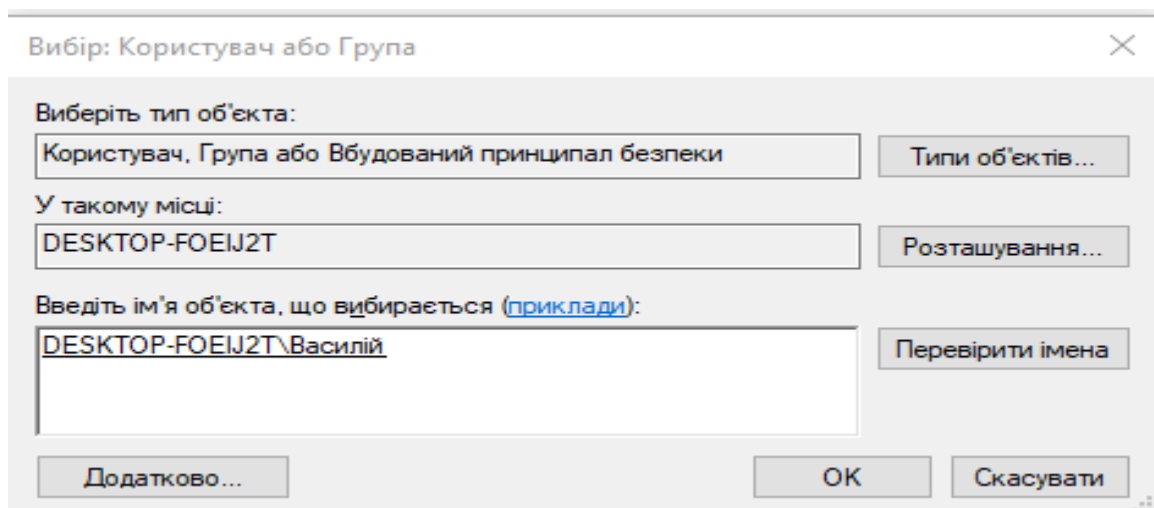 Вибір: Користувач або Група
Виберіть тип об'єкта:
Користувач, Група або Вбудований принципал безпеки
Типи об'єктів...
У такому місці:
DESKTOP-FOEIJ2T
Розташування...
Введіть ім'я об'єкта, що вибирається (приклади):
DESKTOP-FOEIJ2T\Василій
Перевірити імена
Додатково...
ОК
Скасувати